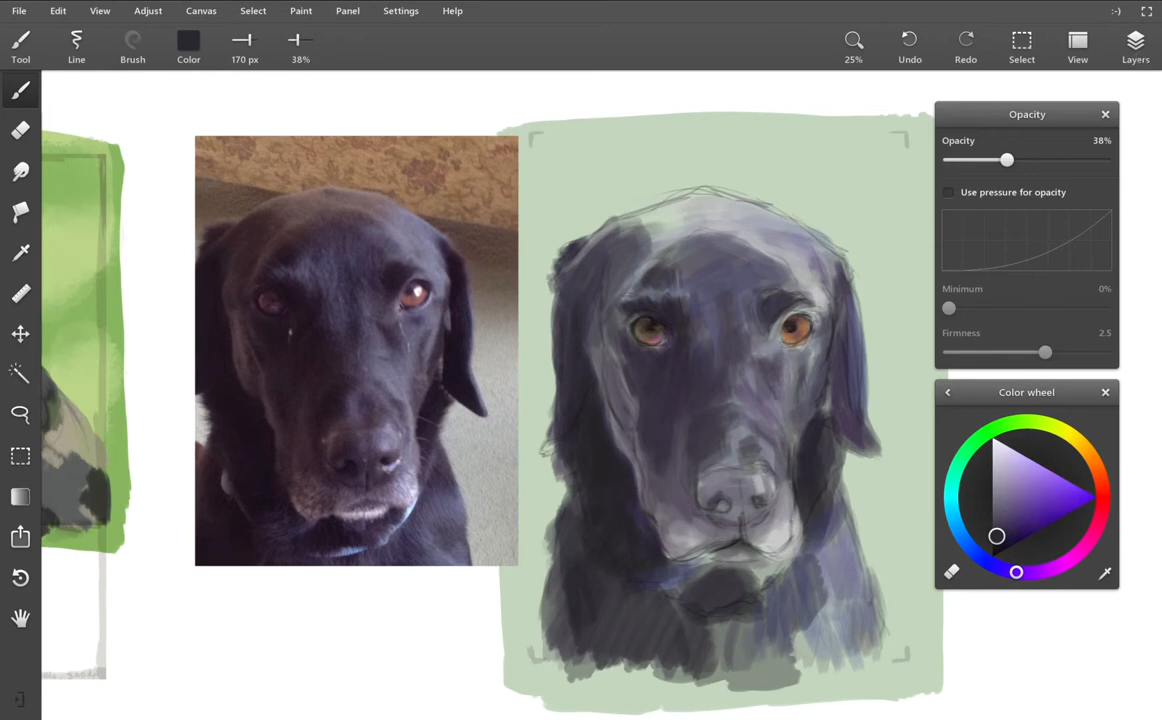 File Edit View Adjust Canvas Select Paint Panel Settings Help :-)
Tool Line Brush Color 170 px 38% 25% Undo Redo Select View Layers
Opacity
Opacity 38%
Use pressure for opacity
Minimum 0%
Firmness 2.5
Color wheel